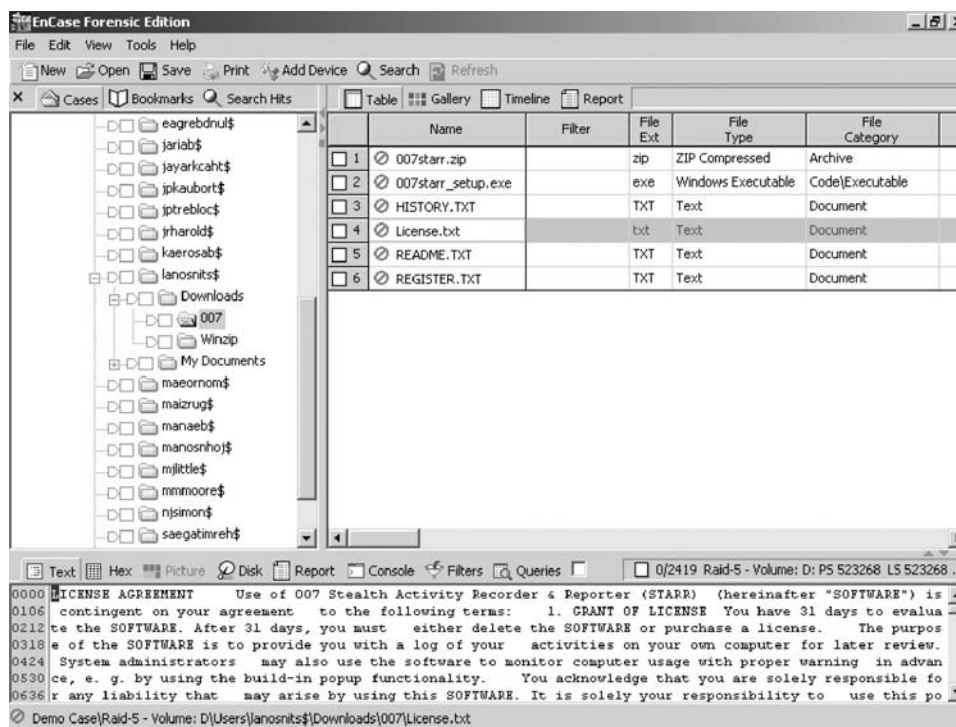 EnCase Forensic Edition
File Edit View Tools Help
New Open Save Print Add Device Search Refresh
Cases Bookmarks Search Hits
Table Gallery Timeline Report
eagrebdnul$
jariab$
jayarkcaht$
jpkaubort$
jptrebloc$
jrharold$
kaerosab$
lanosnits$
Downloads
007
Winzip
My Documents
maeornom$
maizrug$
manaeb$
manosnhoj$
mjlittle$
mmmoore$
njsimon$
saegatimreh$
Name Filter File Ext File Type File Category
1 007starr.zip zip ZIP Compressed Archive
2 007starr_setup.exe exe Windows Executable Code\Executable
3 HISTORY.TXT TXT Text Document
4 License.txt txt Text Document
5 README.TXT TXT Text Document
6 REGISTER.TXT TXT Text Document
Text Hex Picture Disk Report Console Filters Queries 0/2419 Raid-5 - Volume: D: PS 523268 LS 523268 .
0000 LICENSE AGREEMENT Use of 007 Stealth Activity Recorder & Reporter (STARR) (hereinafter "SOFTWARE") is
0106 contingent on your agreement to the following terms: 1. GRANT OF LICENSE You have 31 days to evalua
0212 te the SOFTWARE. After 31 days, you must either delete the SOFTWARE or purchase a license. The purpos
0318 e of the SOFTWARE is to provide you with a log of your activities on your own computer for later review.
0424 System administrators may also use the software to monitor computer usage with proper warning in advan
0530 ce, e. g. by using the build-in popup functionality. You acknowledge that you are solely responsible fo
0636 r any liability that may arise by using this SOFTWARE. It is solely your responsibility to use this po
Demo Case\Raid-5 - Volume: D\Users\lanosnits$\Downloads\007\License.txt